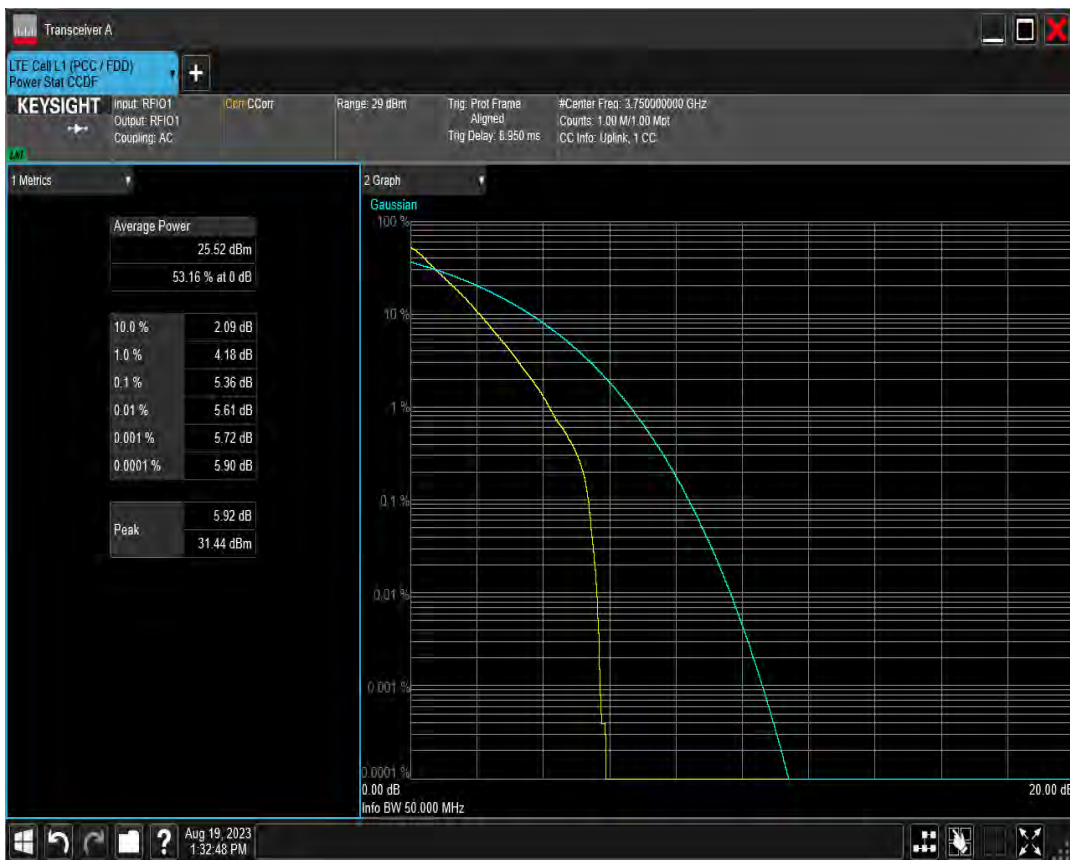 Transceiver A
LTE Cell L1 (PCC / FDD)
Power Stat CCDF
+
KEYSIGHT
Input: RFIO1
Output: RFIO1
Coupling: AC
Corr CCorr
Range: 29 dBm
Trig: Prot Frame
Aligned
Trig Delay: 8.950 ms
#Center Freq: 3.750000000 GHz
Counts: 1.00 M/1.00 Mpt
CC Info: Uplink, 1 CC
1 Metrics
Average Power
25.52 dBm
53.16 % at 0 dB
10.0 % 2.09 dB
1.0 % 4.18 dB
0.1 % 5.36 dB
0.01 % 5.61 dB
0.001 % 5.72 dB
0.0001 % 5.90 dB
Peak
5.92 dB
31.44 dBm
2 Graph
Gaussian
100 %
10 %
1 %
0.1 %
0.01 %
0.001 %
0.0001 %
0.00 dB
20.00 dB
Info BW 50.000 MHz
?
Aug 19, 2023
1:32:48 PM